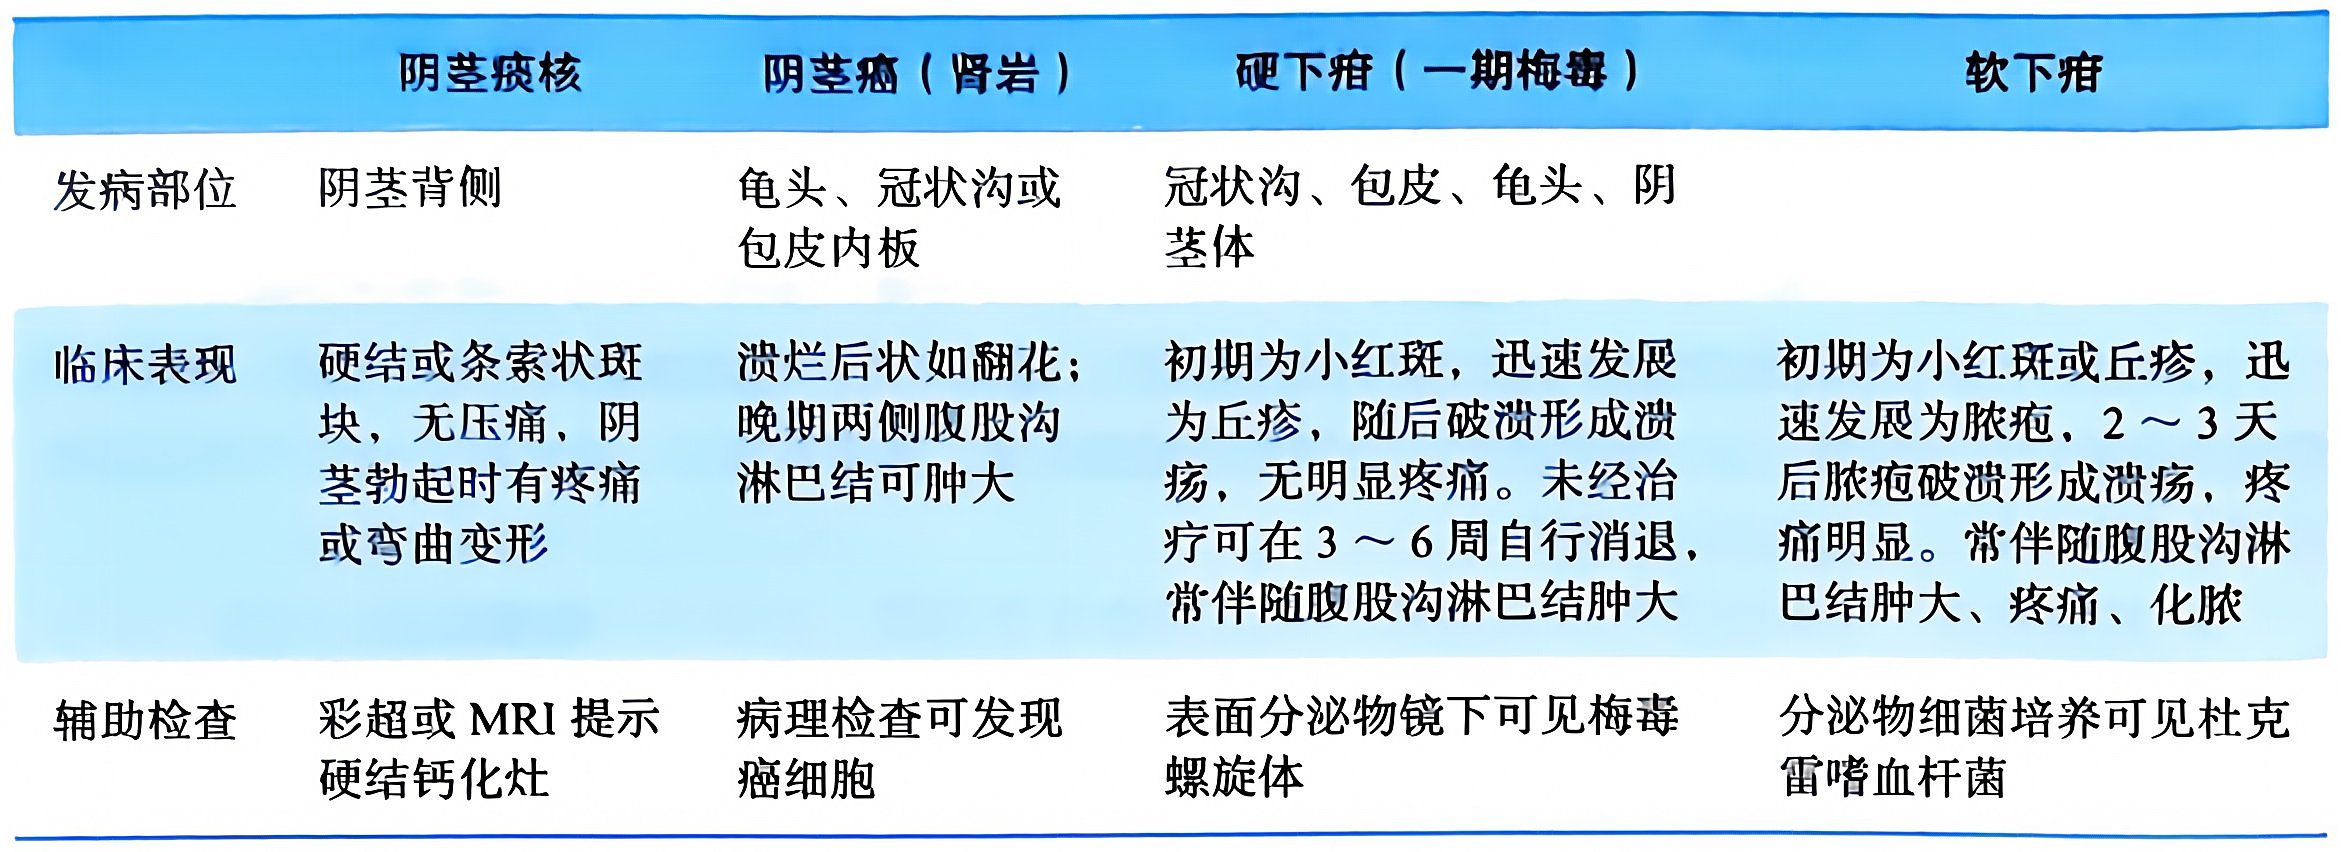 阴茎痰核 阴茎癌（肾岩） 硬下疳（一期梅毒） 软下疳
发病部位 阴茎背侧 龟头、冠状沟或 冠状沟、包皮、龟头、阴
包皮内板 茎体
临床表现 硬结或条索状斑 溃烂后状如翻花； 初期为小红斑，迅速发展 初期为小红斑或丘疹，迅
块，无压痛，阴 晚期两侧腹股沟 为丘疹，随后破溃形成溃 速发展为脓疱，2～3天
茎勃起时有疼痛 淋巴结可肿大 疡，无明显疼痛。未经治 后脓疱破溃形成溃疡，疼
或弯曲变形 疗可在3～6周自行消退， 痛明显。常伴随腹股沟淋
常伴随腹股沟淋巴结肿大 巴结肿大、疼痛、化脓
辅助检查 彩超或MRI提示 病理检查可发现 表面分泌物镜下可见梅毒 分泌物细菌培养可见杜克
硬结钙化灶 癌细胞 螺旋体 雷嗜血杆菌